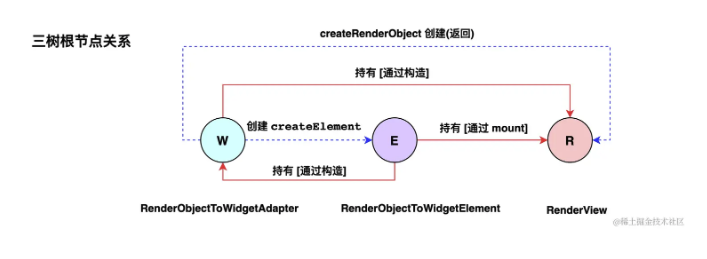 三树根节点关系
createRenderObject 创建(返回)
持有 [通过构造]
W
创建 createElement
E
持有 [通过 mount]
R
持有 [通过构造]
RenderObjectToWidgetAdapter
RenderObjectToWidgetElement
RenderView
@稀土掘金技术社区